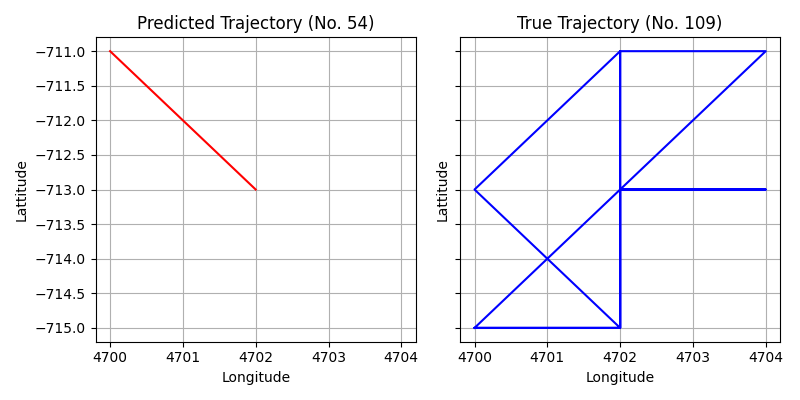 Predicted Trajectory (No. 54)
True Trajectory (No. 109)
Lattitude
−711.0
−711.5
−712.0
−712.5
−713.0
−713.5
−714.0
−714.5
−715.0
4700 4701 4702 4703 4704
Longitude
Lattitude
4700 4701 4702 4703 4704
Longitude